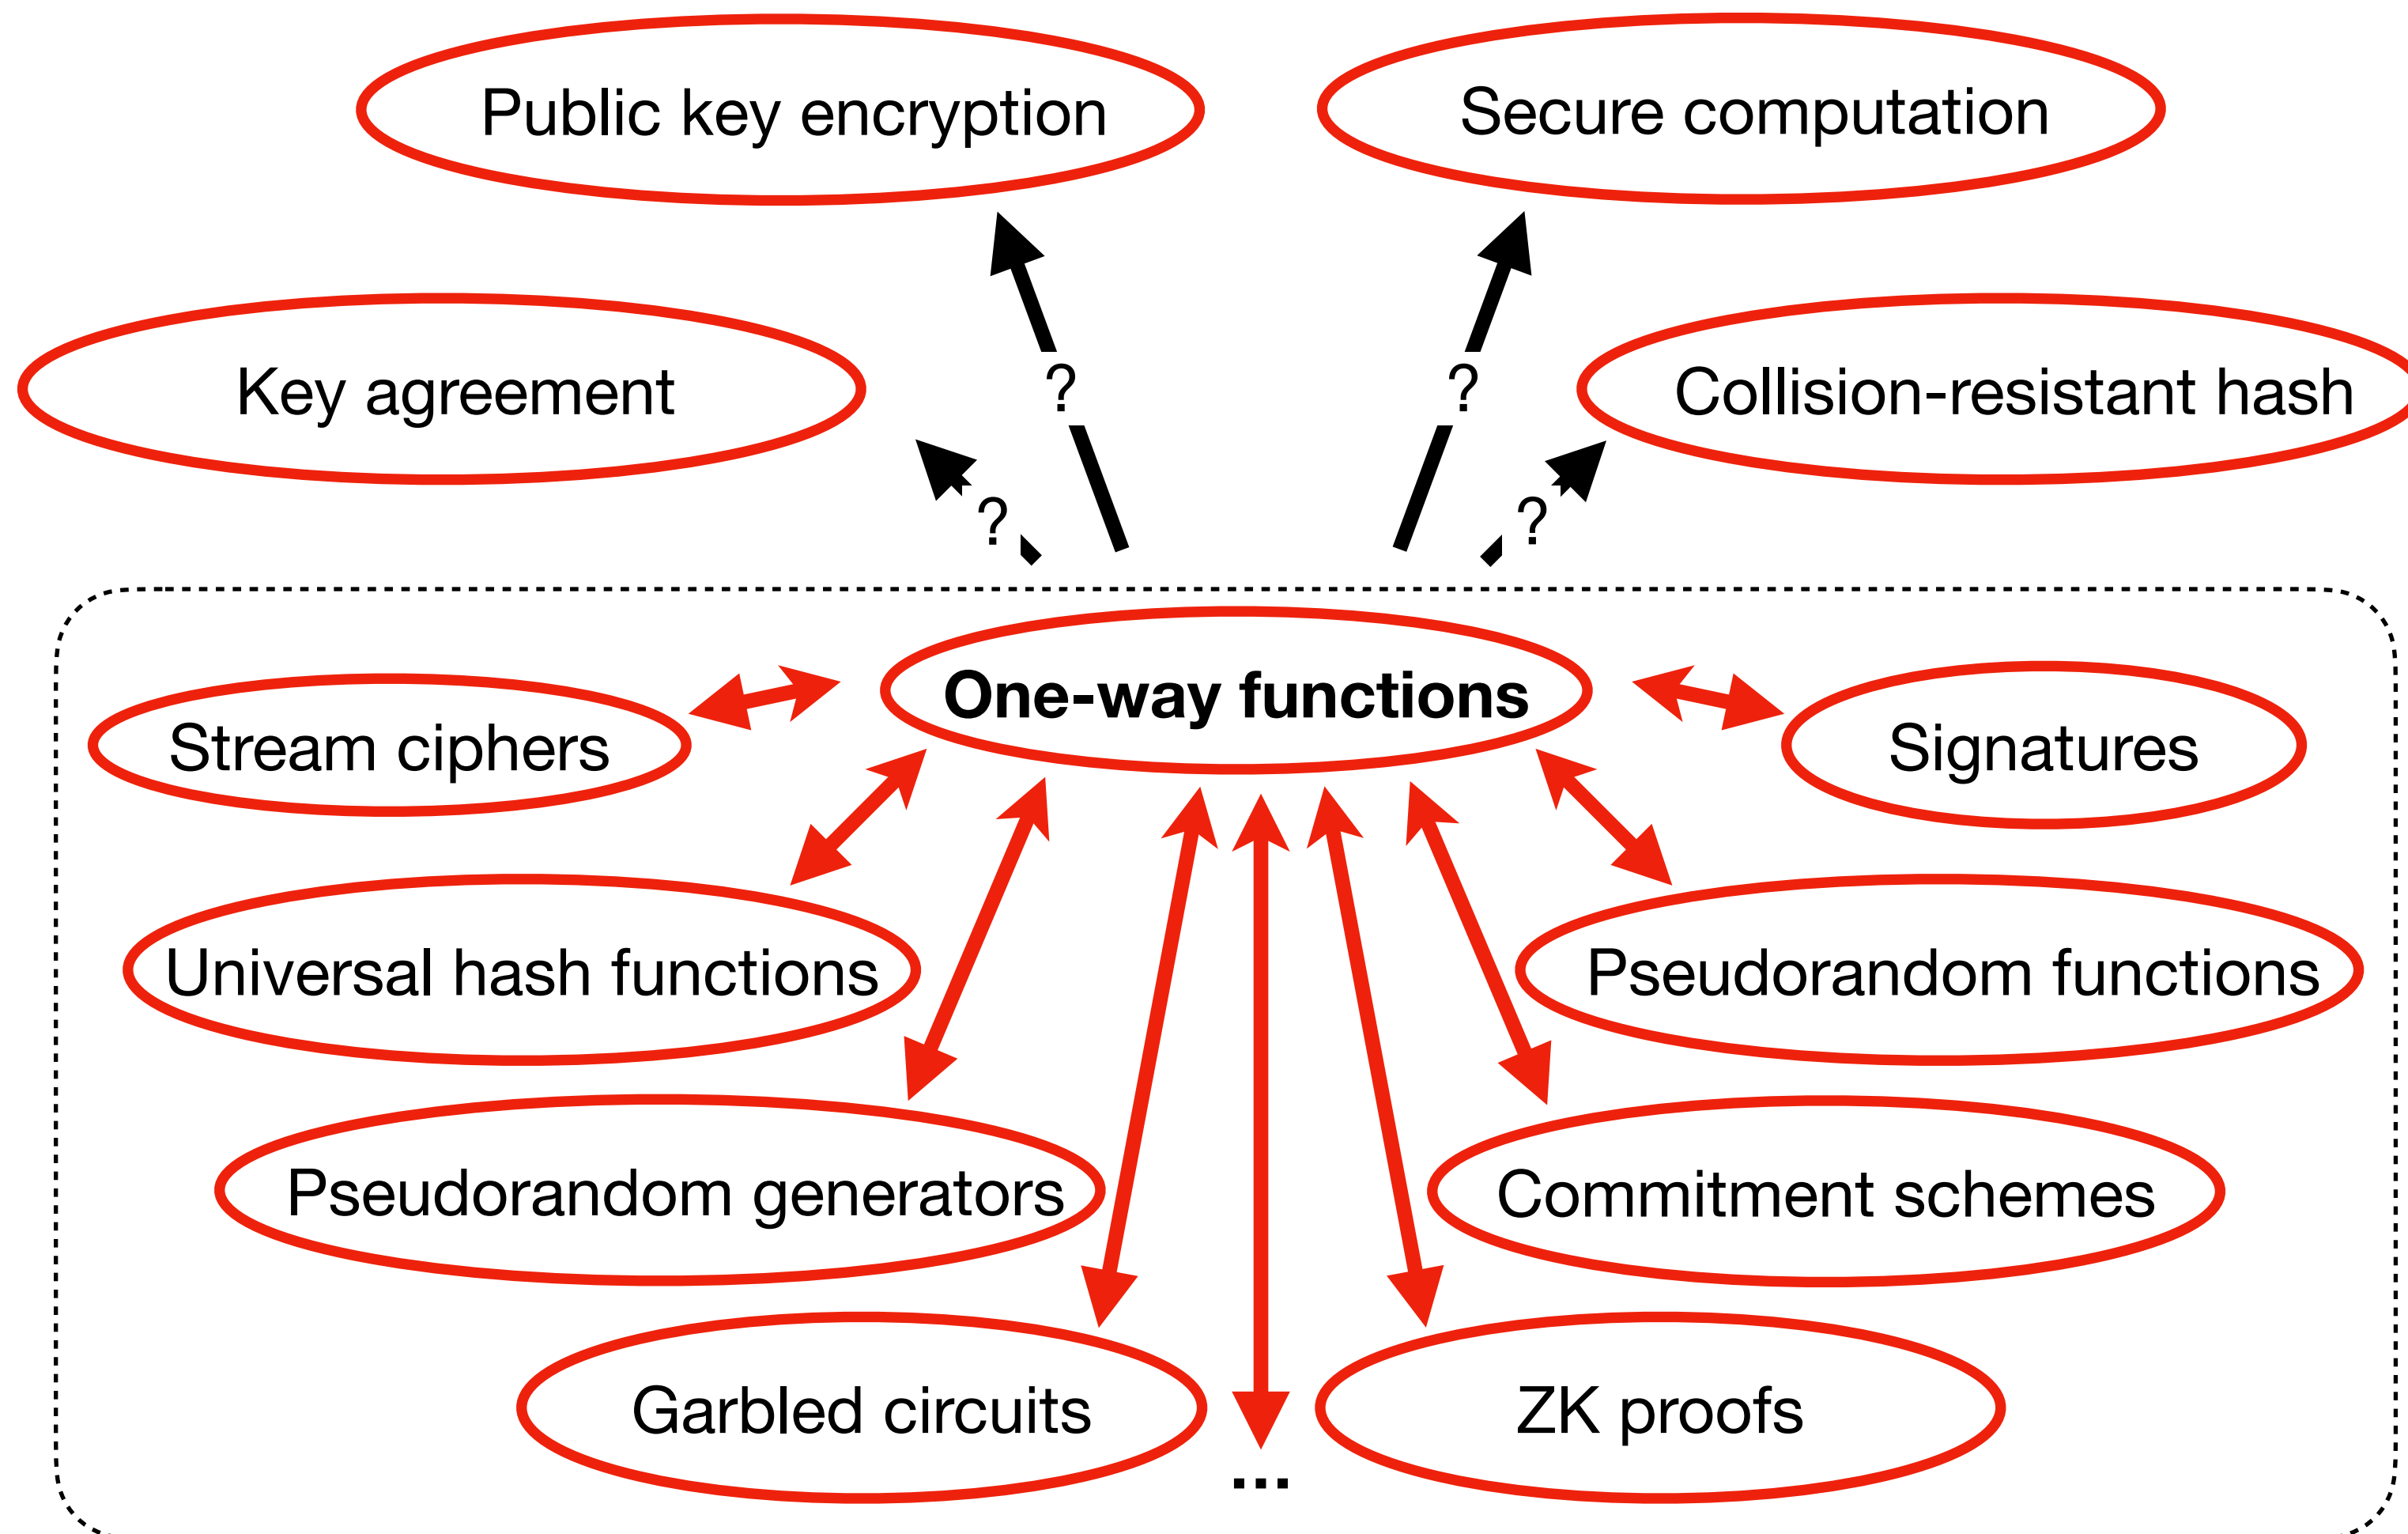 Public key encryption
Secure computation
Key agreement
?
?
Collision-resistant hash
?
?
One-way functions
Stream ciphers
Signatures
Universal hash functions
Pseudorandom functions
Pseudorandom generators
Commitment schemes
Garbled circuits
ZK proofs
...